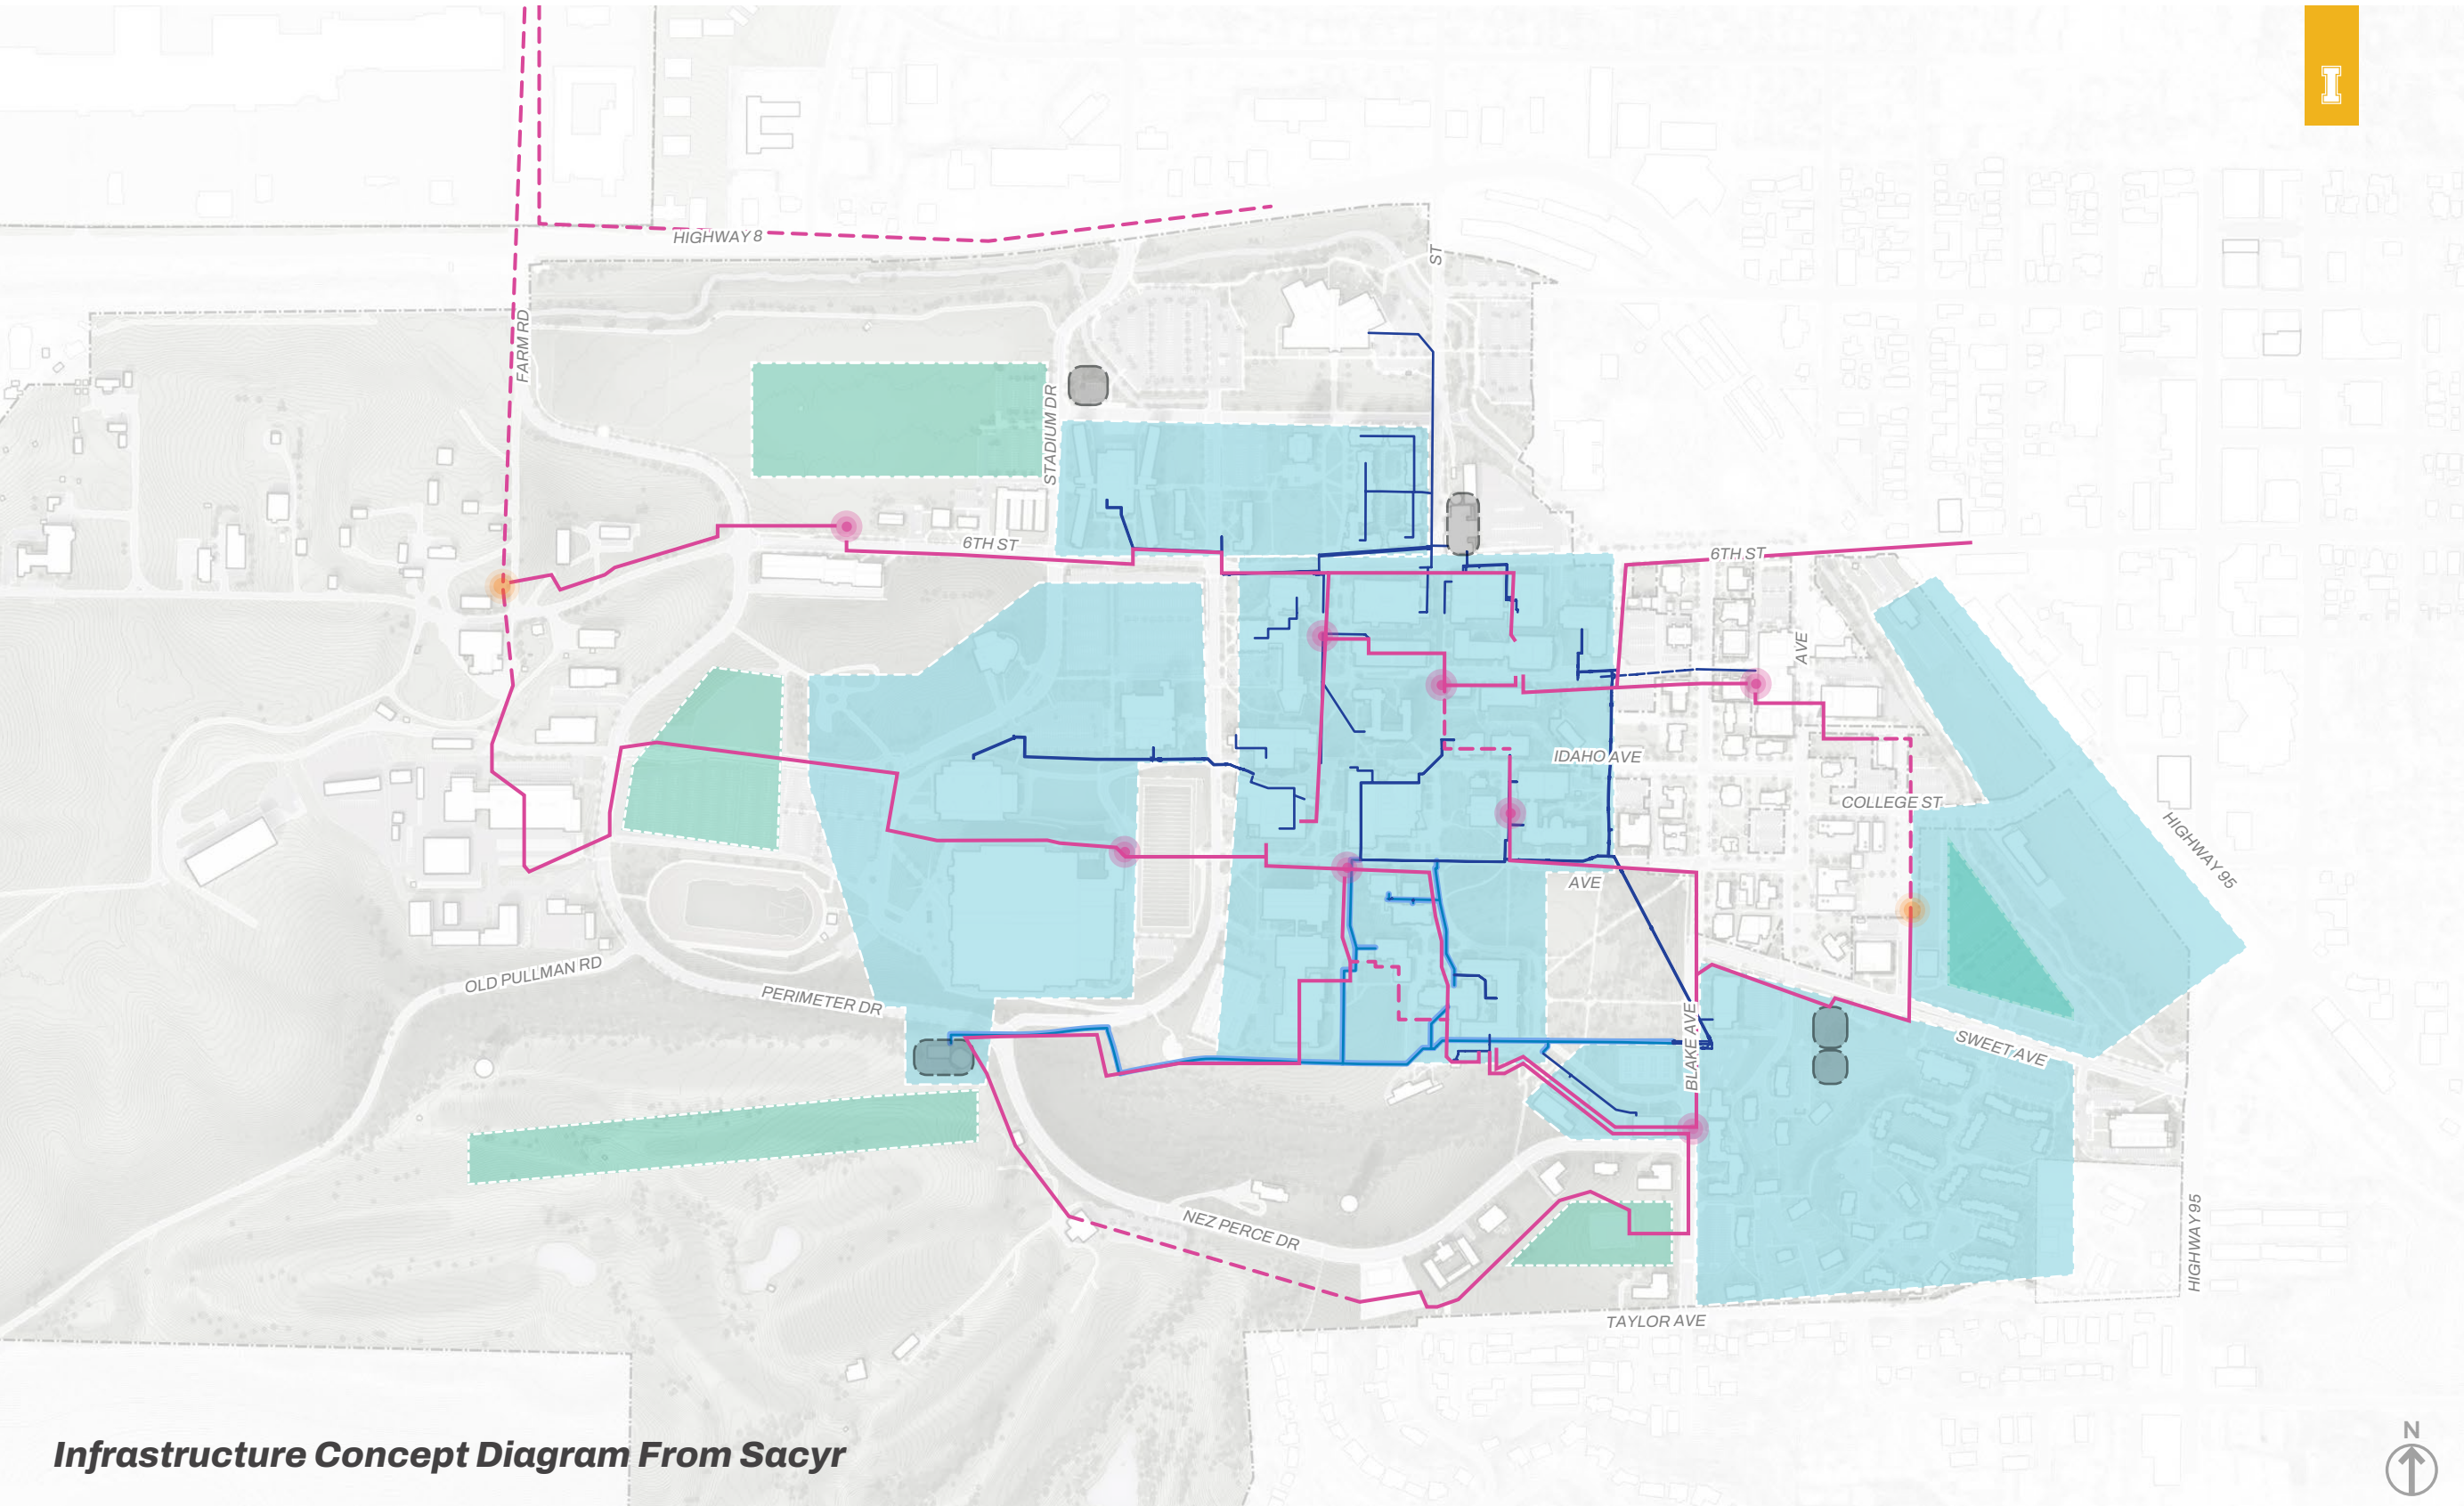 I
HIGHWAY 8
ST
FARM RD
STADIUM DR
6TH ST
6TH ST
AVE
IDAHO AVE
COLLEGE ST
HIGHWAY 95
AVE
OLD PULLMAN RD
PERIMETER DR
BLAKE AVE
SWEET AVE
NEZ PERCE DR
HIGHWAY 95
TAYLOR AVE
Infrastructure Concept Diagram From Sacyr
N